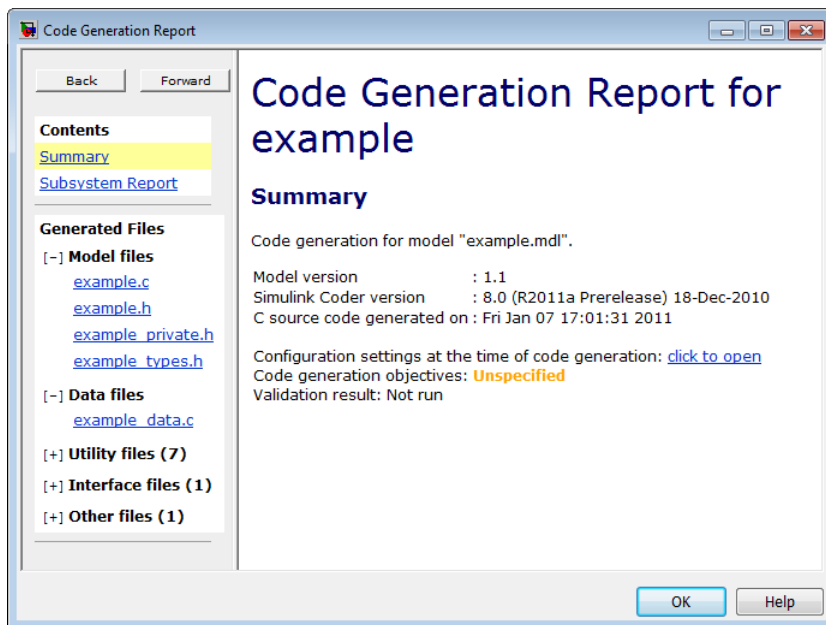 Code Generation Report
Back
Forward
Contents
Summary
Subsystem Report
Generated Files
[-] Model files
example.c
example.h
example_private.h
example_types.h
[-] Data files
example_data.c
[+] Utility files (7)
[+] Interface files (1)
[+] Other files (1)
Code Generation Report for
example
Summary
Code generation for model "example.mdl".
Model version : 1.1
Simulink Coder version : 8.0 (R2011a Prerelease) 18-Dec-2010
C source code generated on : Fri Jan 07 17:01:31 2011
Configuration settings at the time of code generation: click to open
Code generation objectives: Unspecified
Validation result: Not run
OK
Help